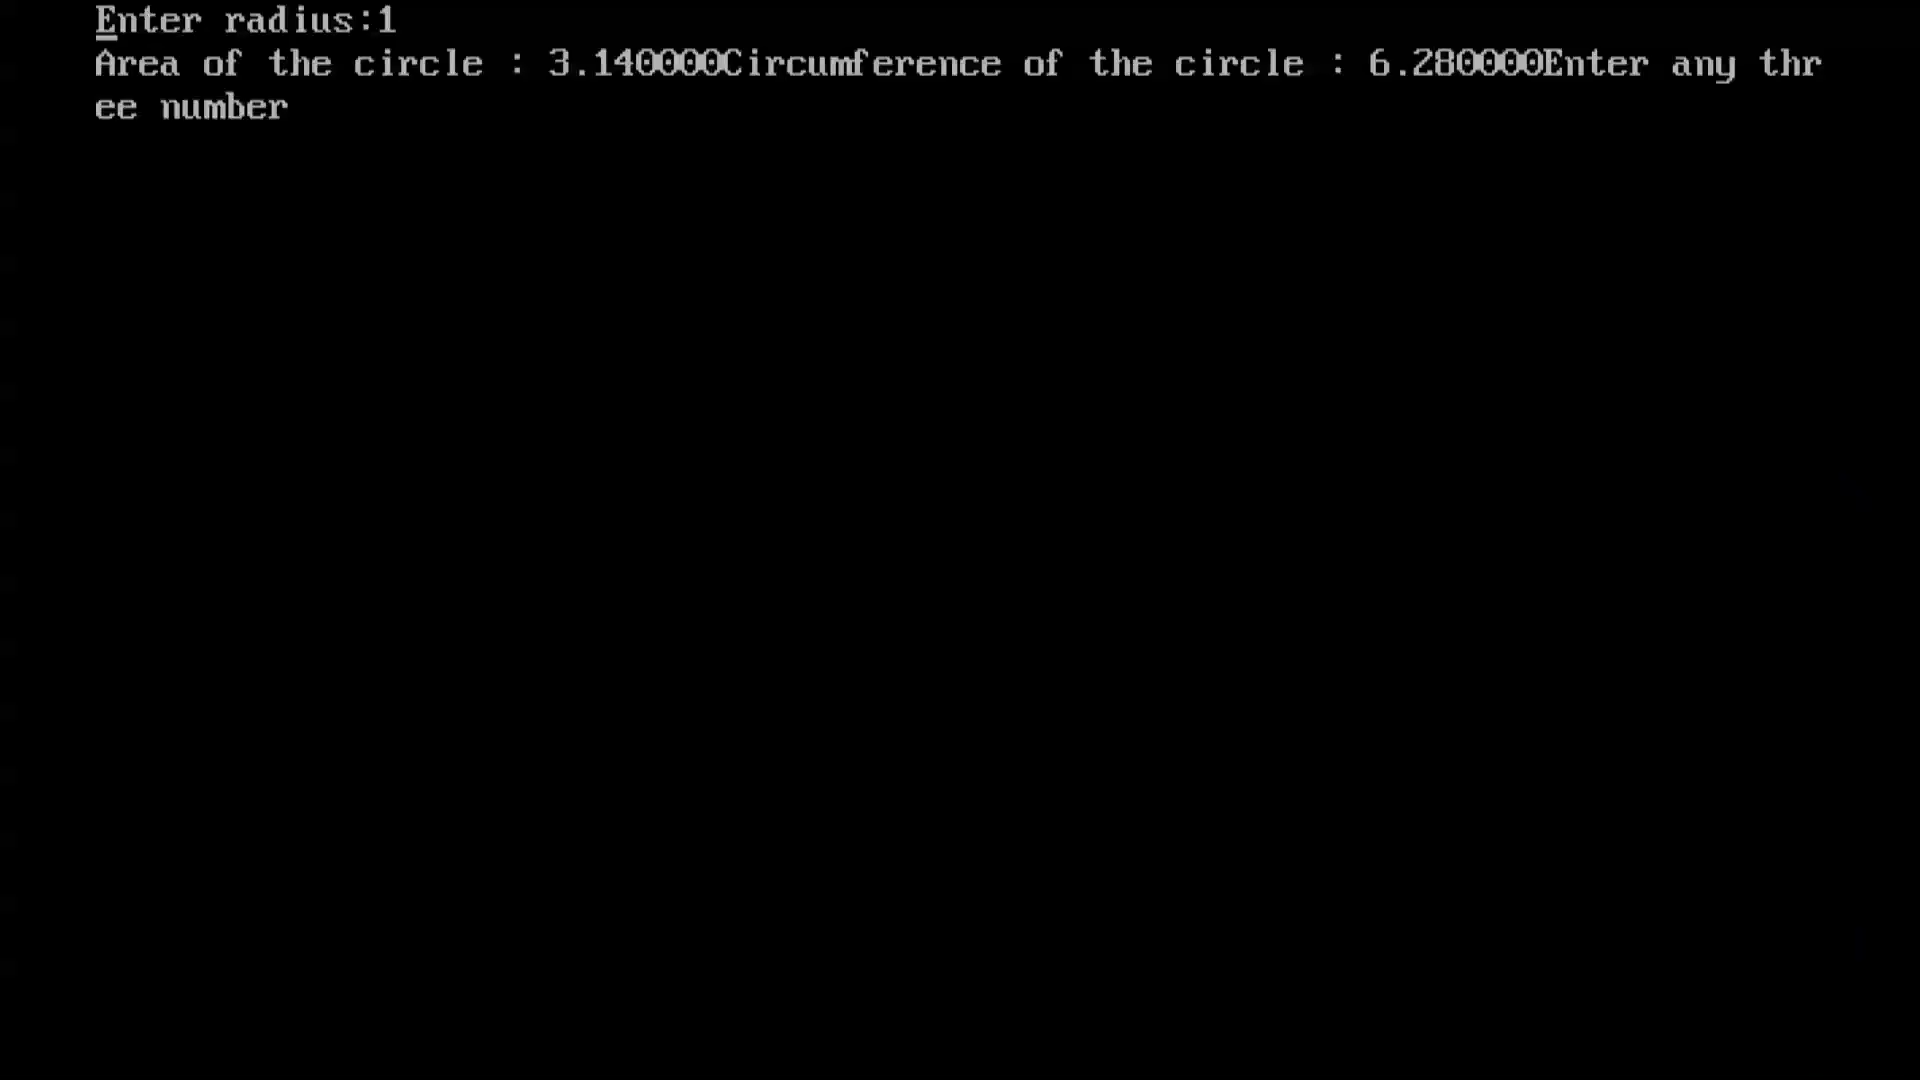 Enter radius:1
Area of the circle : 3.140000Circumference of the circle : 6.280000Enter any thr
ee number